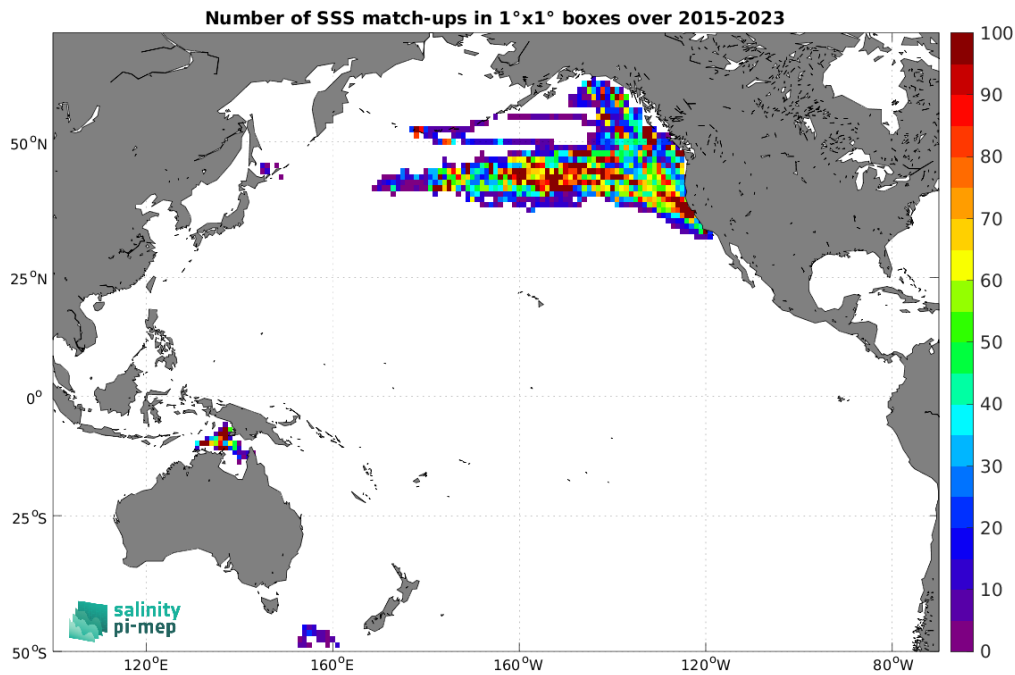 Number of SSS match-ups in 1°x1° boxes over 2015-2023
100
90
80
70
60
50
40
30
20
10
0
50°N
25°N
0°
25°S
50°S
120°E
160°E
160°W
120°W
80°W
salinity
pi-mep